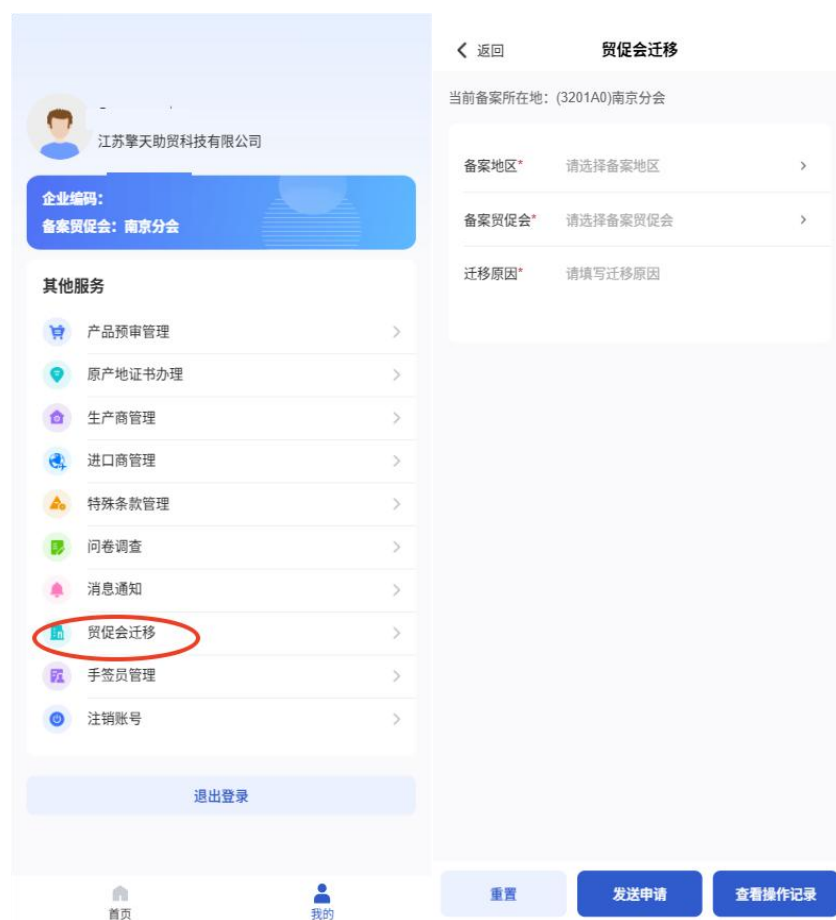 江苏擎天助贸科技有限公司
企业编码：
备案贸促会：南京分会
其他服务
产品预审管理
原产地证书办理
生产商管理
进口商管理
特殊条款管理
问卷调查
消息通知
贸促会迁移
手签员管理
注销账号
退出登录
首页
我的
返回
贸促会迁移
当前备案所在地：(3201A0)南京分会
备案地区* 请选择备案地区
备案贸促会* 请选择备案贸促会
迁移原因* 请填写迁移原因
重置
发送申请
查看操作记录